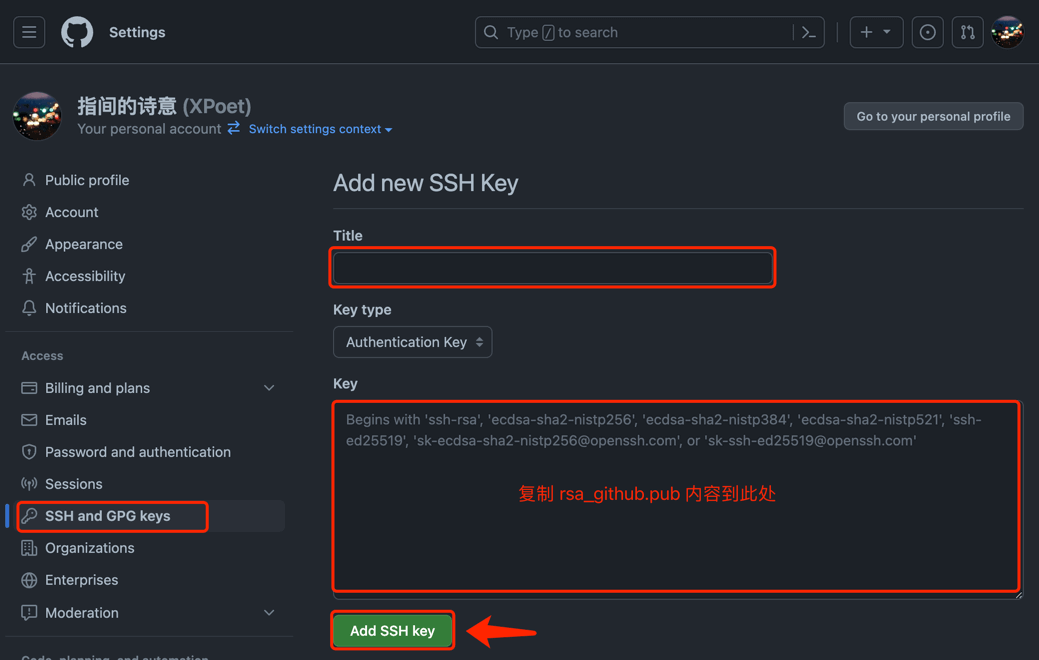 Settings
Type / to search
指间的诗意 (XPoet)
Your personal account Switch settings context
Go to your personal profile
Public profile
Account
Appearance
Accessibility
Notifications
Access
Billing and plans
Emails
Password and authentication
Sessions
SSH and GPG keys
Organizations
Enterprises
Moderation
Code, planning, and automation
Add new SSH Key
Title
Key type
Authentication Key
Key
Begins with 'ssh-rsa', 'ecdsa-sha2-nistp256', 'ecdsa-sha2-nistp384', 'ecdsa-sha2-nistp521', 'ssh-
ed25519', 'sk-ecdsa-sha2-nistp256@openssh.com', or 'sk-ssh-ed25519@openssh.com'
复制 rsa_github.pub 内容到此处
Add SSH key